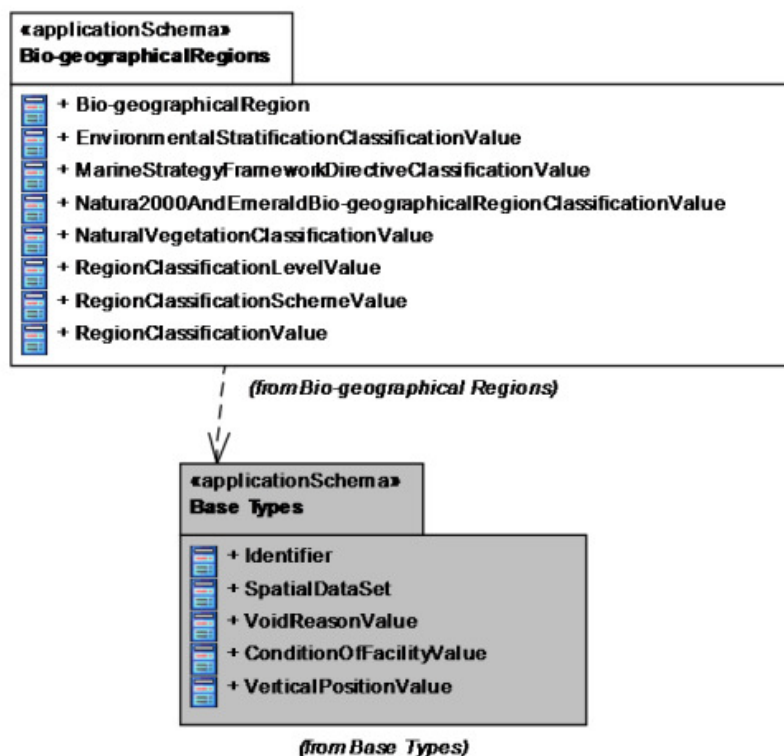 «applicationSchema»
Bio-geographicalRegions
+ Bio-geographicalRegion
+ EnvironmentalStratificationClassificationValue
+ MarineStrategyFrameworkDirectiveClassificationValue
+ Natura2000AndEmeraldBio-geographicalRegionClassificationValue
+ NaturalVegetationClassificationValue
+ RegionClassificationLevelValue
+ RegionClassificationSchemeValue
+ RegionClassificationValue
(from Bio-geographical Regions)
«applicationSchema»
Base Types
+ Identifier
+ SpatialDataSet
+ VoidReasonValue
+ ConditionOfFacilityValue
+ VerticalPositionValue
(from Base Types)